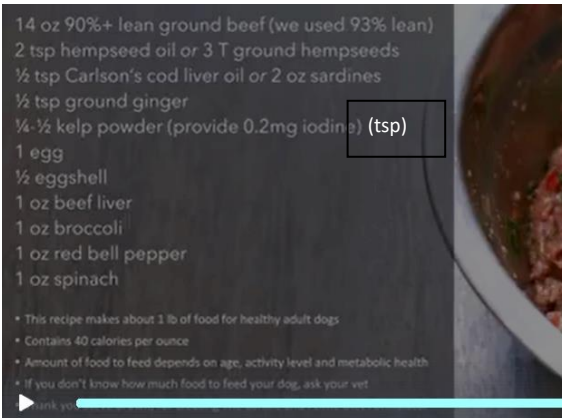 14 oz 90%+ lean ground beef (we used 93% lean)
2 tsp hempseed oil or 3 T ground hempseeds
½ tsp Carlson's cod liver oil or 2 oz sardines
½ tsp ground ginger
¼-½ kelp powder (provide 0.2mg iodine) (tsp)
1 egg
½ eggshell
1 oz beef liver
1 oz broccoli
1 oz red bell pepper
1 oz spinach
• This recipe makes about 1 lb of food for healthy adult dogs
• Contains 40 calories per ounce
• Amount of food to feed depends on age, activity level and metabolic health
• If you don't know how much food to feed your dog, ask your vet